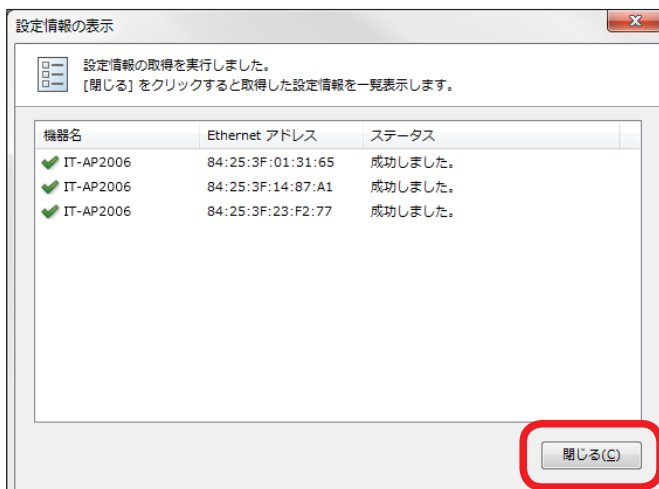 設定情報の表示
設定情報の取得を実行しました。
[閉じる] をクリックすると取得した設定情報を一覧表示します。
機器名 Ethernet アドレス ステータス
IT-AP2006 84:25:3F:01:31:65 成功しました。
IT-AP2006 84:25:3F:14:87:A1 成功しました。
IT-AP2006 84:25:3F:23:F2:77 成功しました。
閉じる(C)